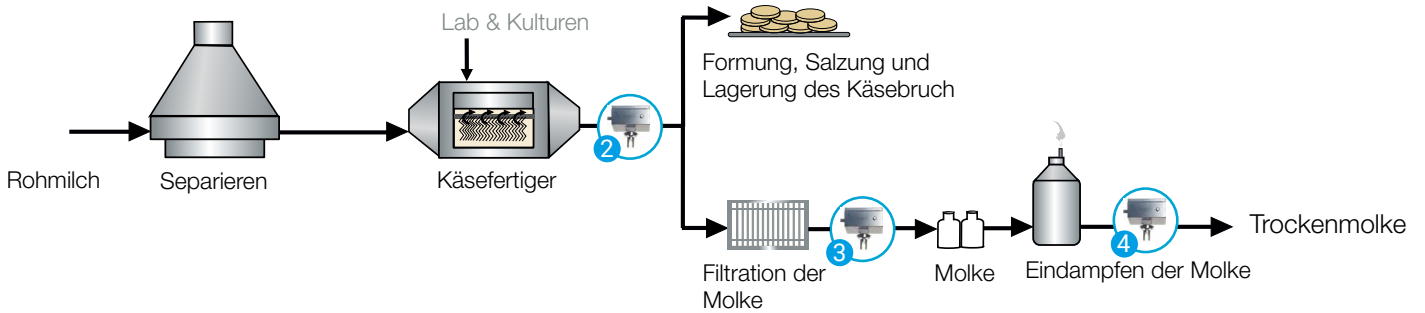 Lab & Kulturen
Formung, Salzung und
Lagerung des Käsebruch
2
Rohmilch
Separieren
Käsefertiger
Trockenmolke
3
4
Filtration der
Molke
Molke
Eindampfen der Molke